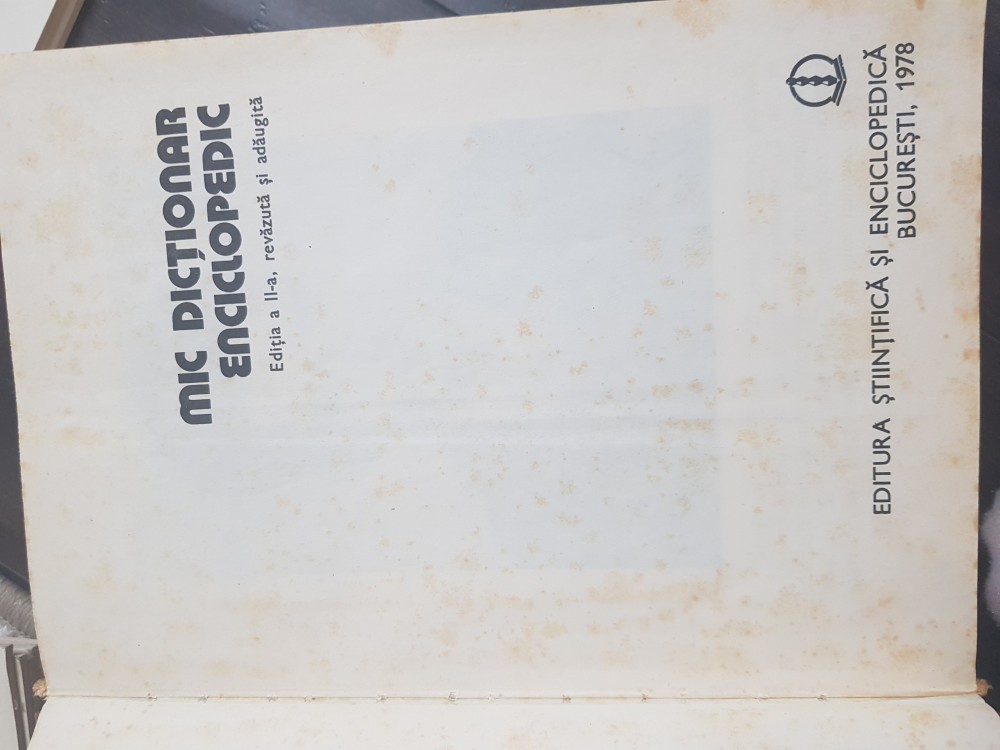 MIC DICȚIONAR
ENCICLOPEDIC
Ediția a II-a, revăzută și adăugită
EDITURA ȘTIINȚIFICĂ ȘI ENCICLOPEDICĂ
BUCUREȘTI, 1978